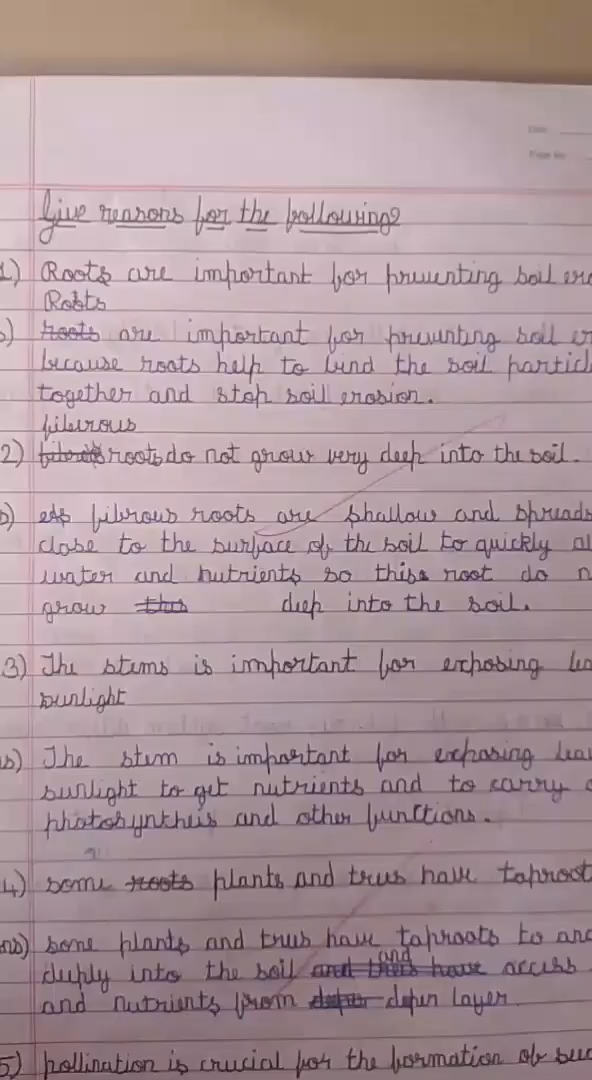 Give reasons for the following?
1) Roots are important for preventing soil ero
Roots
s) roots are important for preventing soil er
because roots help to bind the soil particl
together and stop soil erosion.
fibrous
2) roots do not grow very deep into the soil.
s) fibrous roots are shallow and spreads
close to the surface of the soil to quickly a
water and nutrients so this root do n
grow deep into the soil.
3) The stems is important for exposing lea
sunlight
s) The stem is important for exposing leav
sunlight to get nutrients and to carry
photosynthesis and other functions.
4) some roots plants and trees have taproot
ns) some plants and trees have taproots to anc
and
deeply into the soil and this have access
and nutrients from deeper layer
5) pollination is crucial for the formation of see